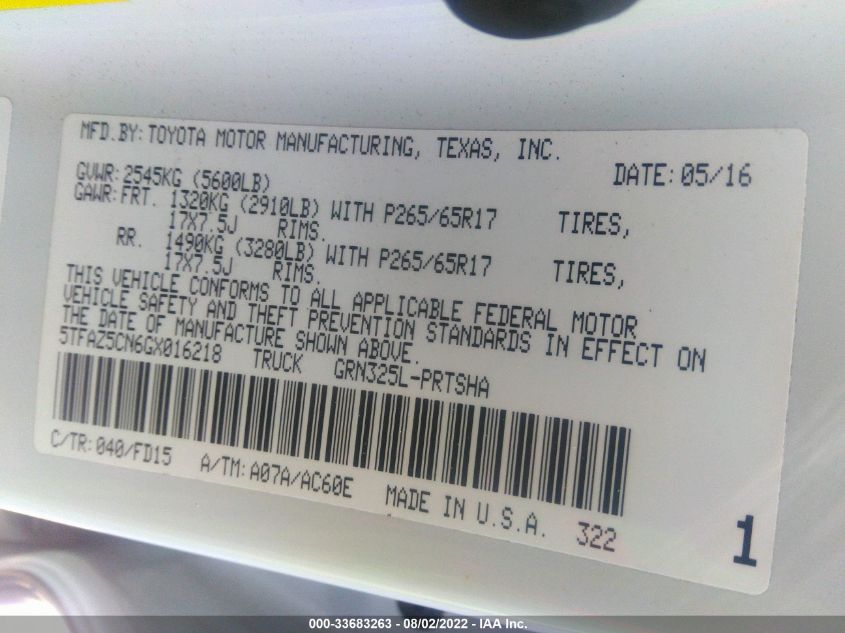 MFD.BY:TOYOTA MOTOR MANUFACTURING, TEXAS, INC.
DATE:05/16
GVWR:2545KG (5600LB)
GAWR:FRT. 1320KG (2910LB) WITH P265/65R17 TIRES,
17X7.5J RIMS.
RR. 1490KG (3280LB) WITH P265/65R17 TIRES,
17X7.5J RIMS.
THIS VEHICLE CONFORMS TO ALL APPLICABLE FEDERAL MOTOR
VEHICLE SAFETY AND THEFT PREVENTION STANDARDS IN EFFECT ON
THE DATE OF MANUFACTURE SHOWN ABOVE.
5TFAZ5CN6GX016218 TRUCK GRN325L-PRTSHA
C/TR:040/FD15 A/TM:A07A/AC60E MADE IN U.S.A. 322
1
000-33683263 - 08/02/2022 - IAA Inc.